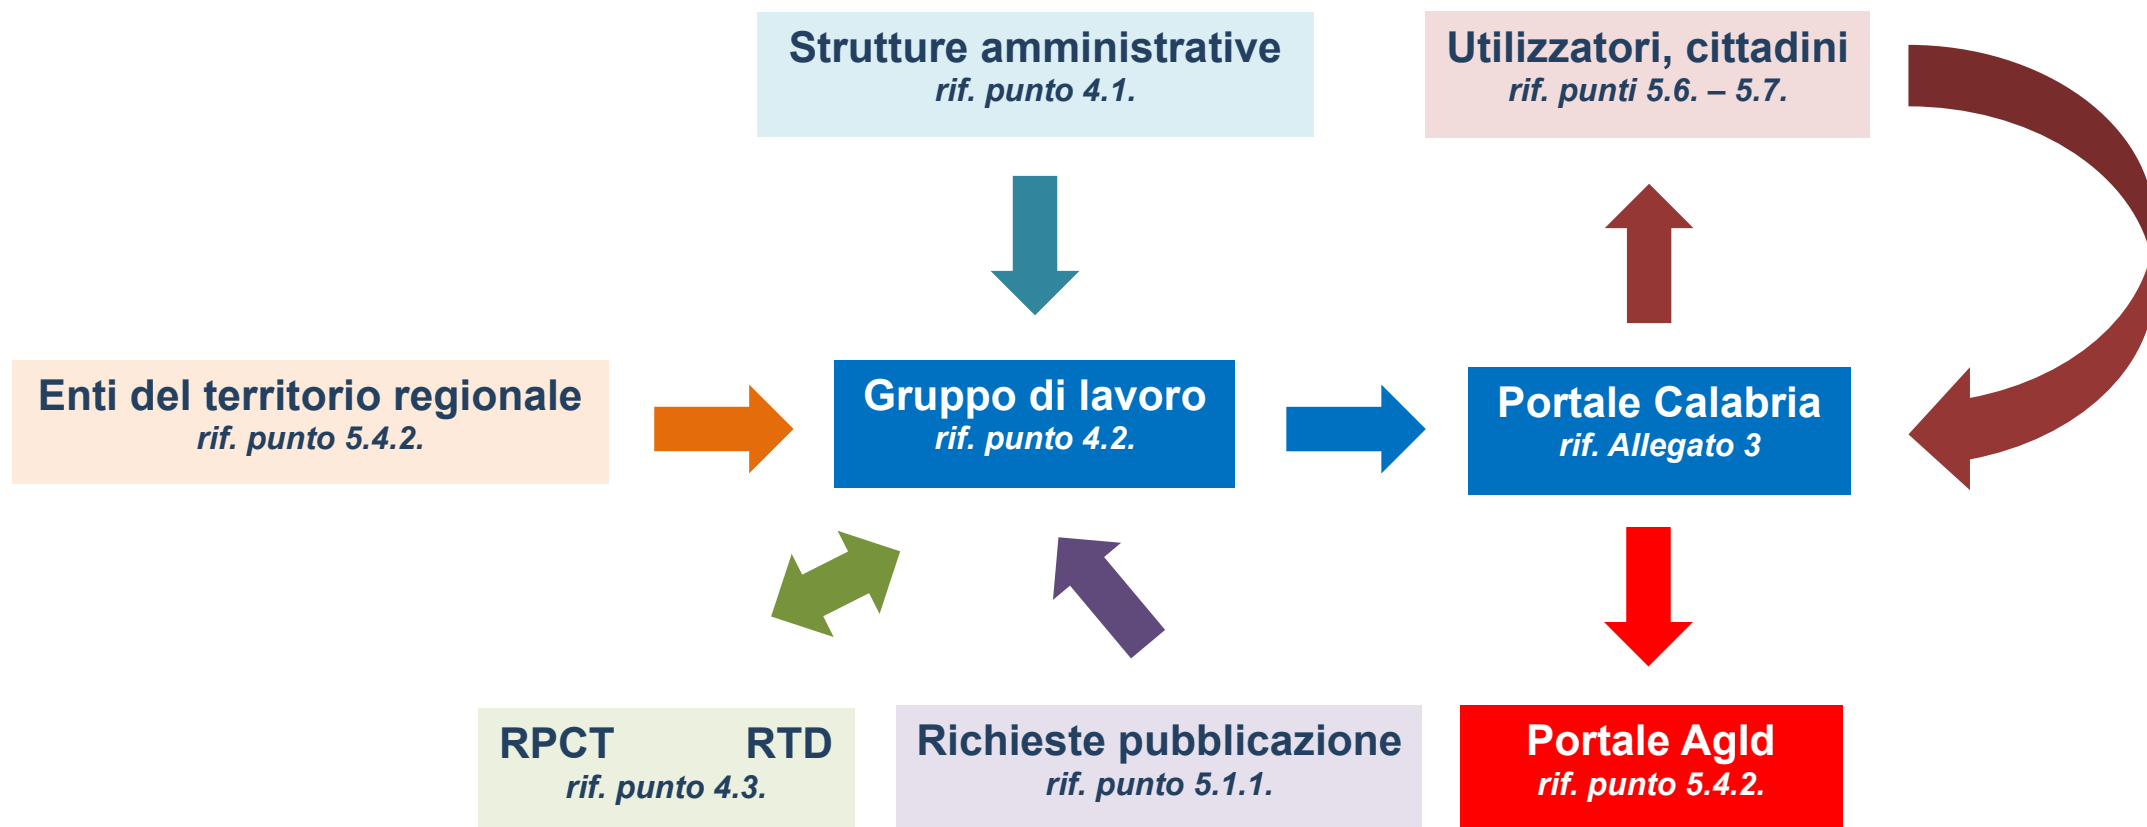 Strutture amministrative
rif. punto 4.1.
Utilizzatori, cittadini
rif. punti 5.6. – 5.7.
Enti del territorio regionale
rif. punto 5.4.2.
Gruppo di lavoro
rif. punto 4.2.
Portale Calabria
rif. Allegato 3
RPCT RTD
rif. punto 4.3.
Richieste pubblicazione
rif. punto 5.1.1.
Portale AgId
rif. punto 5.4.2.